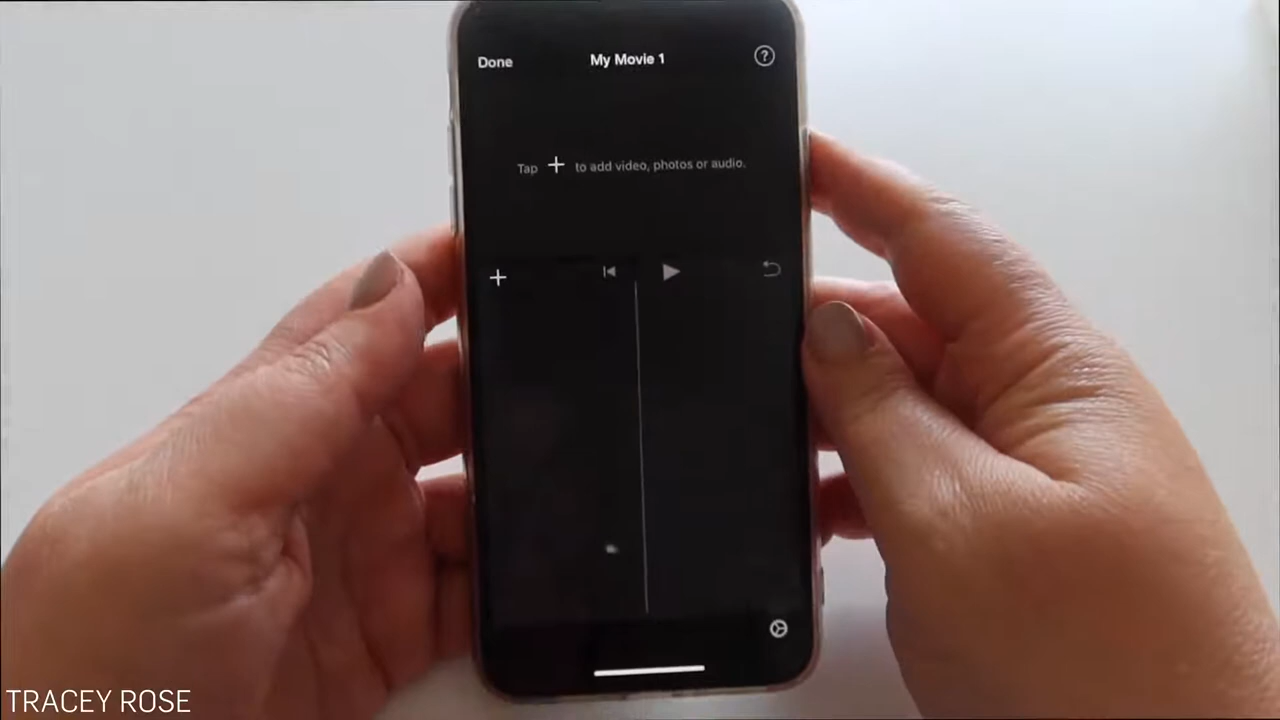 Done My Movie 1 ?
Tap + to add video, photos or audio.
TRACEY ROSE